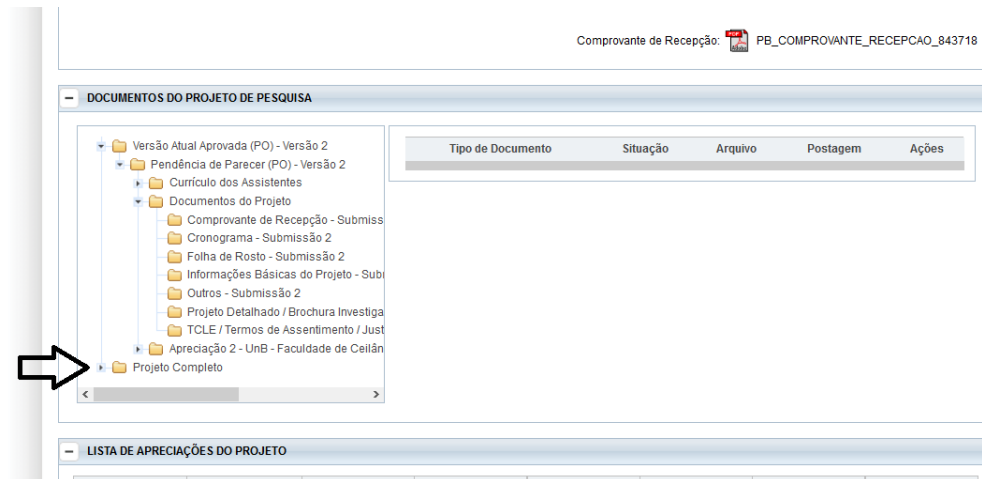 Comprovante de Recepção: PB_COMPROVANTE_RECEPCAO_843718
DOCUMENTOS DO PROJETO DE PESQUISA
Versão Atual Aprovada (PO) - Versão 2
Pendência de Parecer (PO) - Versão 2
Currículo dos Assistentes
Documentos do Projeto
Comprovante de Recepção - Submiss
Cronograma - Submissão 2
Folha de Rosto - Submissão 2
Informações Básicas do Projeto - Subr
Outros - Submissão 2
Projeto Detalhado / Brochura Investiga
TCLE / Termos de Assentimento / Just
Apreciação 2 - UnB - Faculdade de Ceilân
Projeto Completo
Tipo de Documento Situação Arquivo Postagem Ações
LISTA DE APRECIAÇÕES DO PROJETO